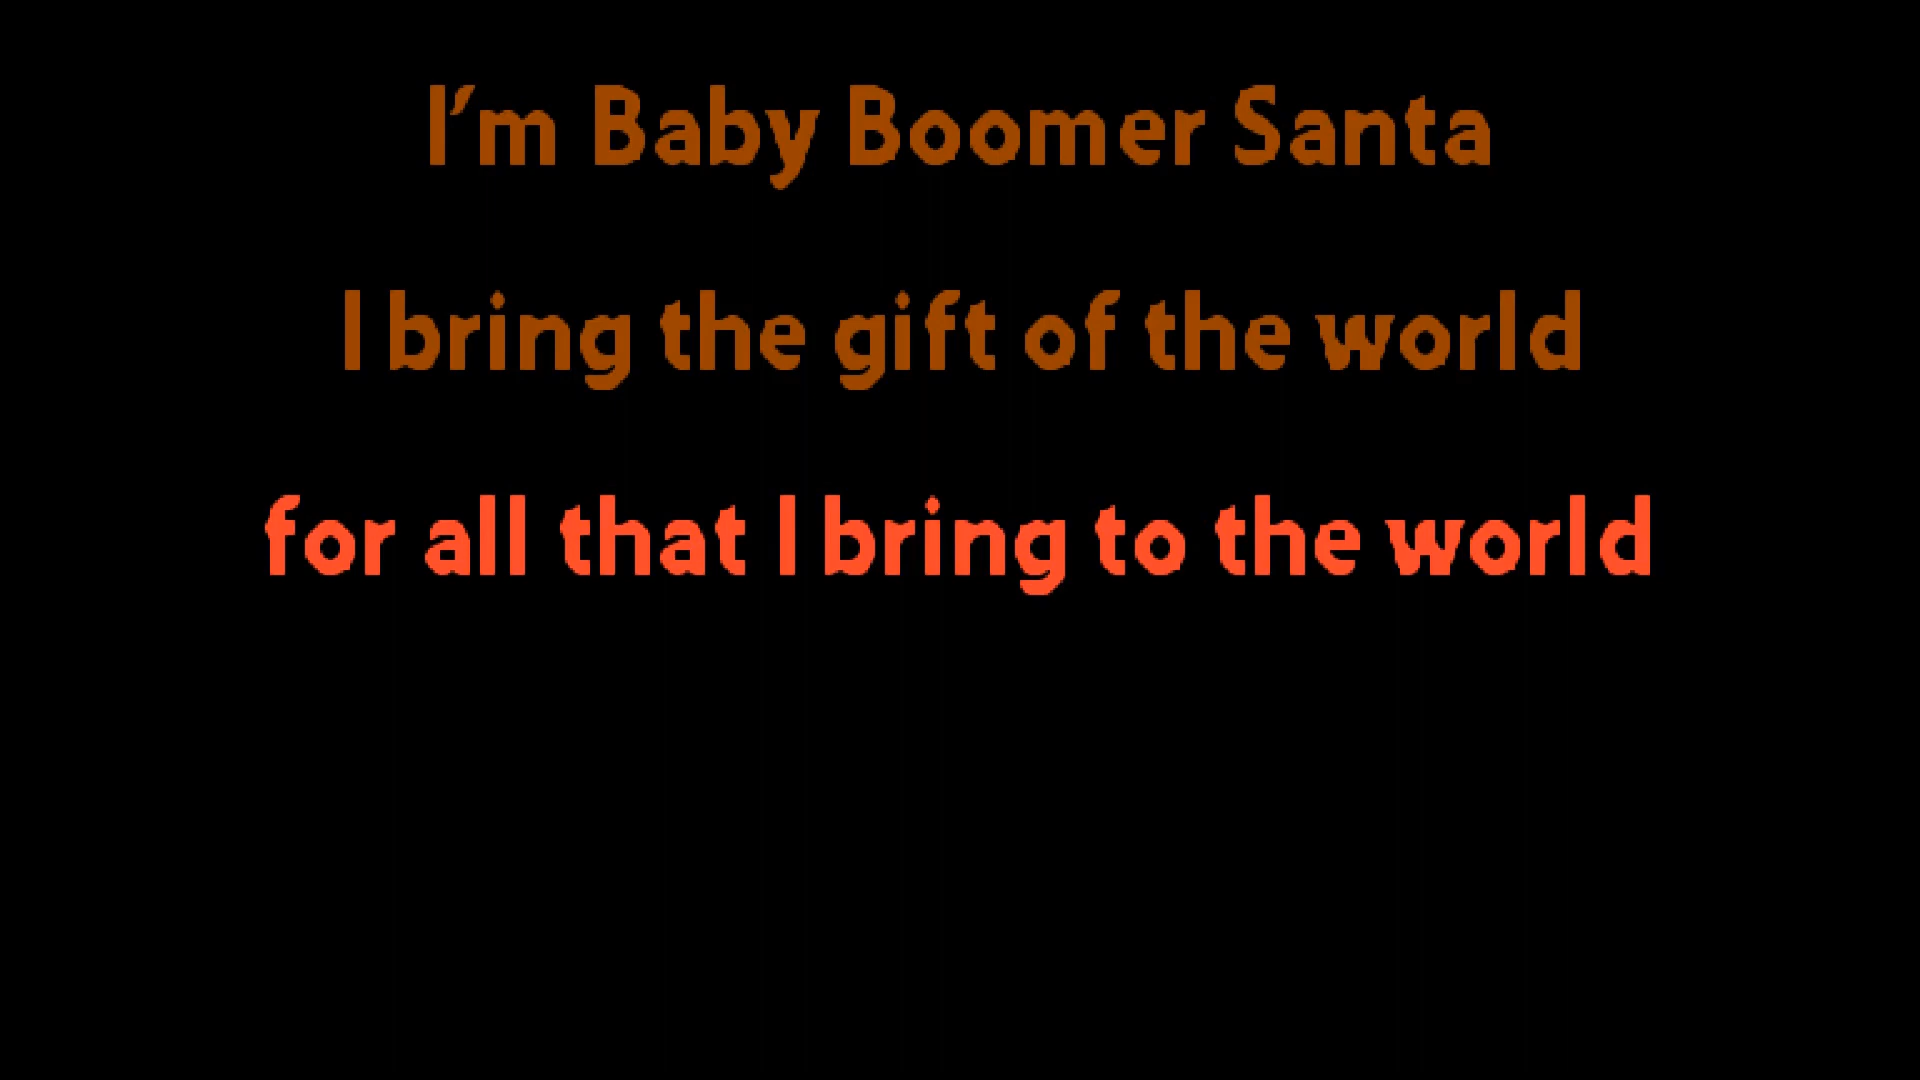 I'm Baby Boomer Santa
I bring the gift of the world
for all that I bring to the world